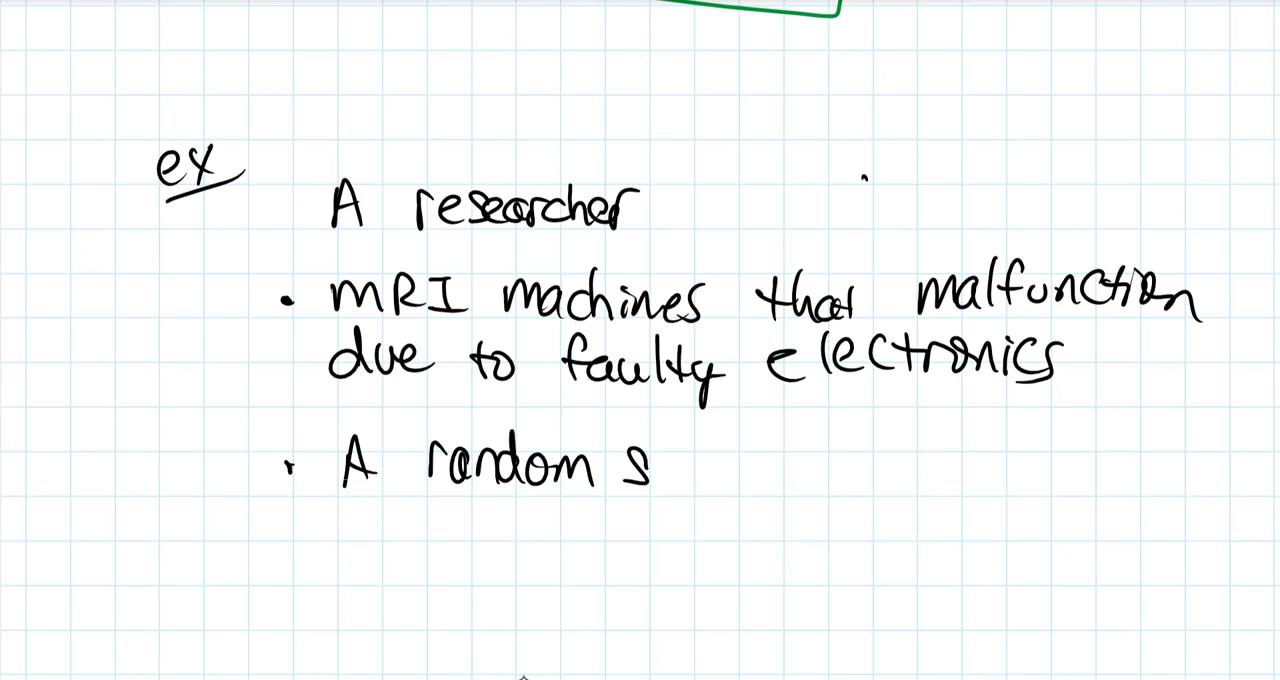 ex
A researcher
• MRI machines that malfunction
due to faulty electronics
• A random s